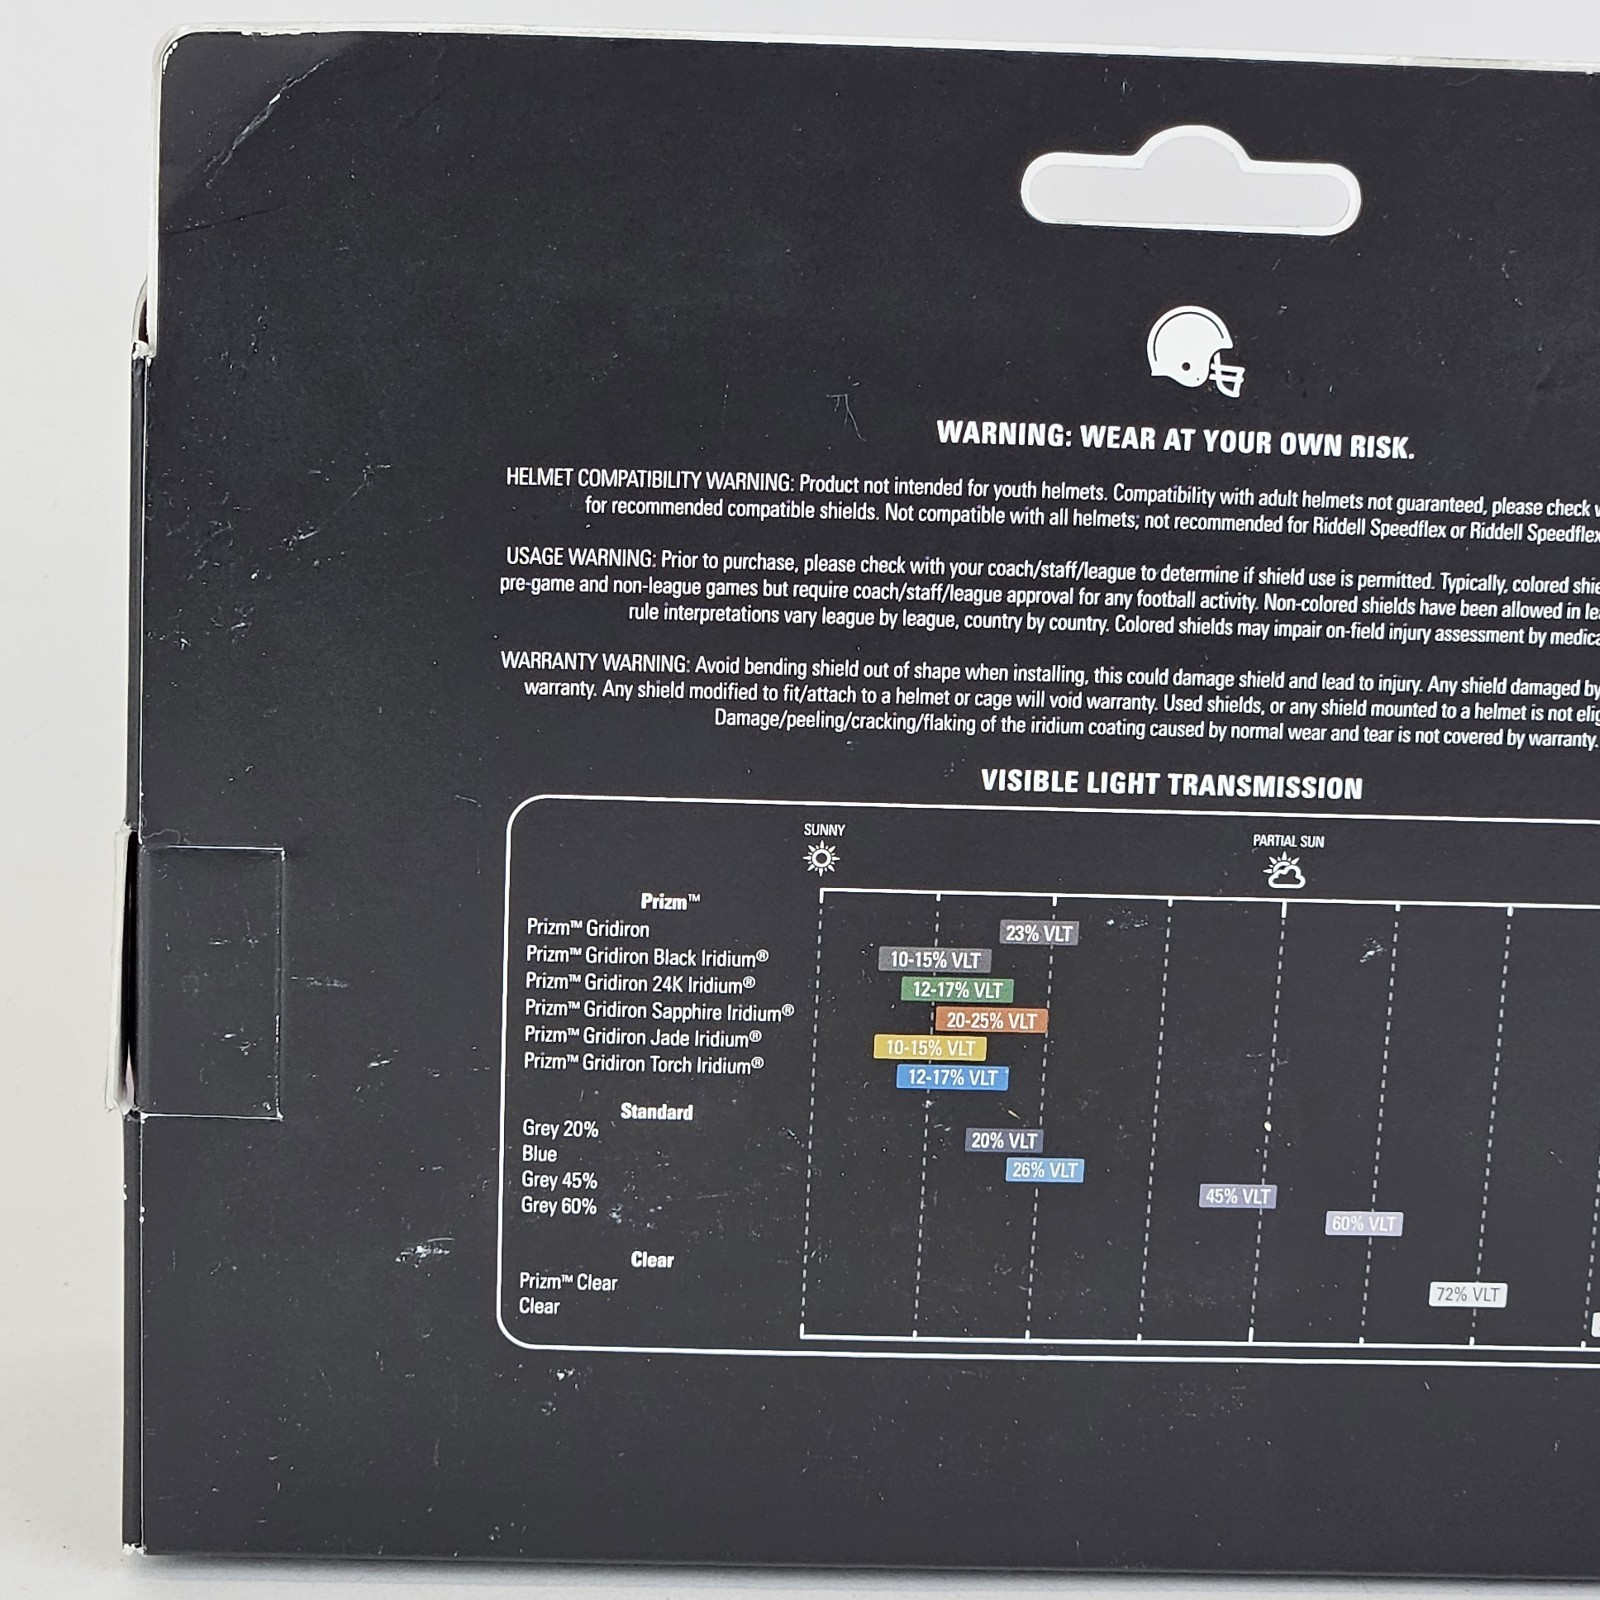 WARNING: WEAR AT YOUR OWN RISK.
HELMET COMPATIBILITY WARNING: Product not intended for youth helmets. Compatibility with adult helmets not guaranteed, please check
for recommended compatible shields. Not compatible with all helmets; not recommended for Riddell Speedflex or Riddell Speedflex
USAGE WARNING: Prior to purchase, please check with your coach/staff/league to determine if shield use is permitted. Typically, colored
pre-game and non-league games but require coach/staff/league approval for any football activity. Non-colored shields have been allowed in
rule interpretations vary league by league, country by country. Colored shields may impair on-field injury assessment by
WARRANTY WARNING: Avoid bending shield out of shape when installing, this could damage shield and lead to injury. Any shield damaged by
warranty. Any shield modified to fit/attach to a helmet or cage will void warranty. Used shields, or any shield mounted to a helmet is not
Damage/peeling/cracking/flaking of the iridium coating caused by normal wear and tear is not covered by warranty.
VISIBLE LIGHT TRANSMISSION
SUNNY
PARTIAL SUN
Prizm™
Prizm™ Gridiron 23% VLT
Prizm™ Gridiron Black Iridium® 10-15% VLT
Prizm™ Gridiron 24K Iridium® 12-17% VLT
Prizm™ Gridiron Sapphire Iridium® 20-25% VLT
Prizm™ Gridiron Jade Iridium® 10-15% VLT
Prizm™ Gridiron Torch Iridium® 12-17% VLT
Standard
Grey 20% 20% VLT
Blue 26% VLT
Grey 45% 45% VLT
Grey 60% 60% VLT
Clear
Prizm™ Clear 72% VLT
Clear